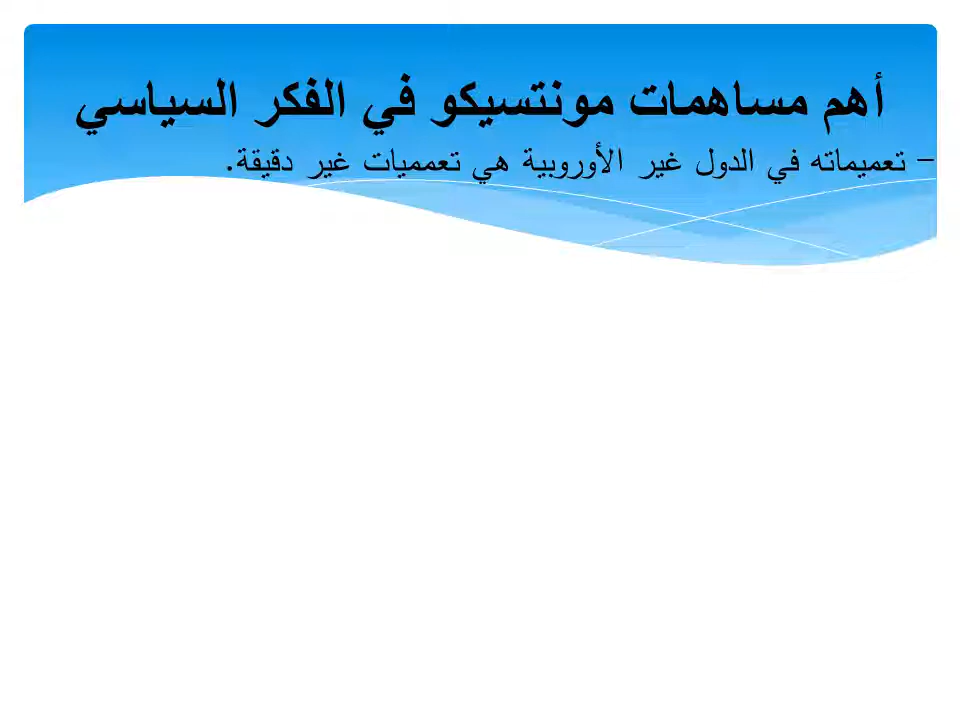 أهم مساهمات مونتسيكو في الفكر السياسي
- تعميماته في الدول غير الأوروبية هي تعمميات غير دقيقة.